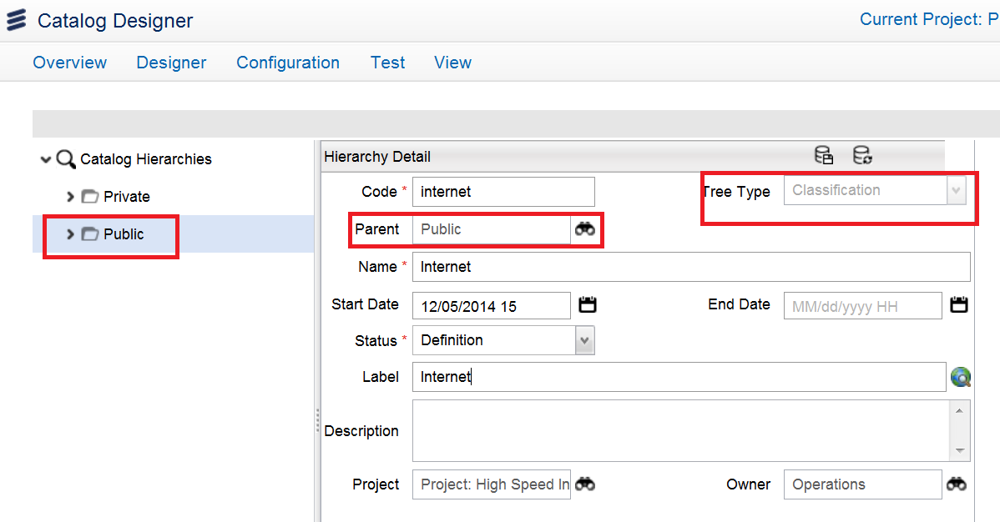 Catalog Designer
Current Project: P
Overview Designer Configuration Test View
Catalog Hierarchies
Private
Public
Hierarchy Detail
Code * internet
Tree Type Classification
Parent Public
Name * Internet
Start Date 12/05/2014 15
End Date MM/dd/yyyy HH
Status * Definition
Label Internet
Description
Project Project: High Speed In
Owner Operations